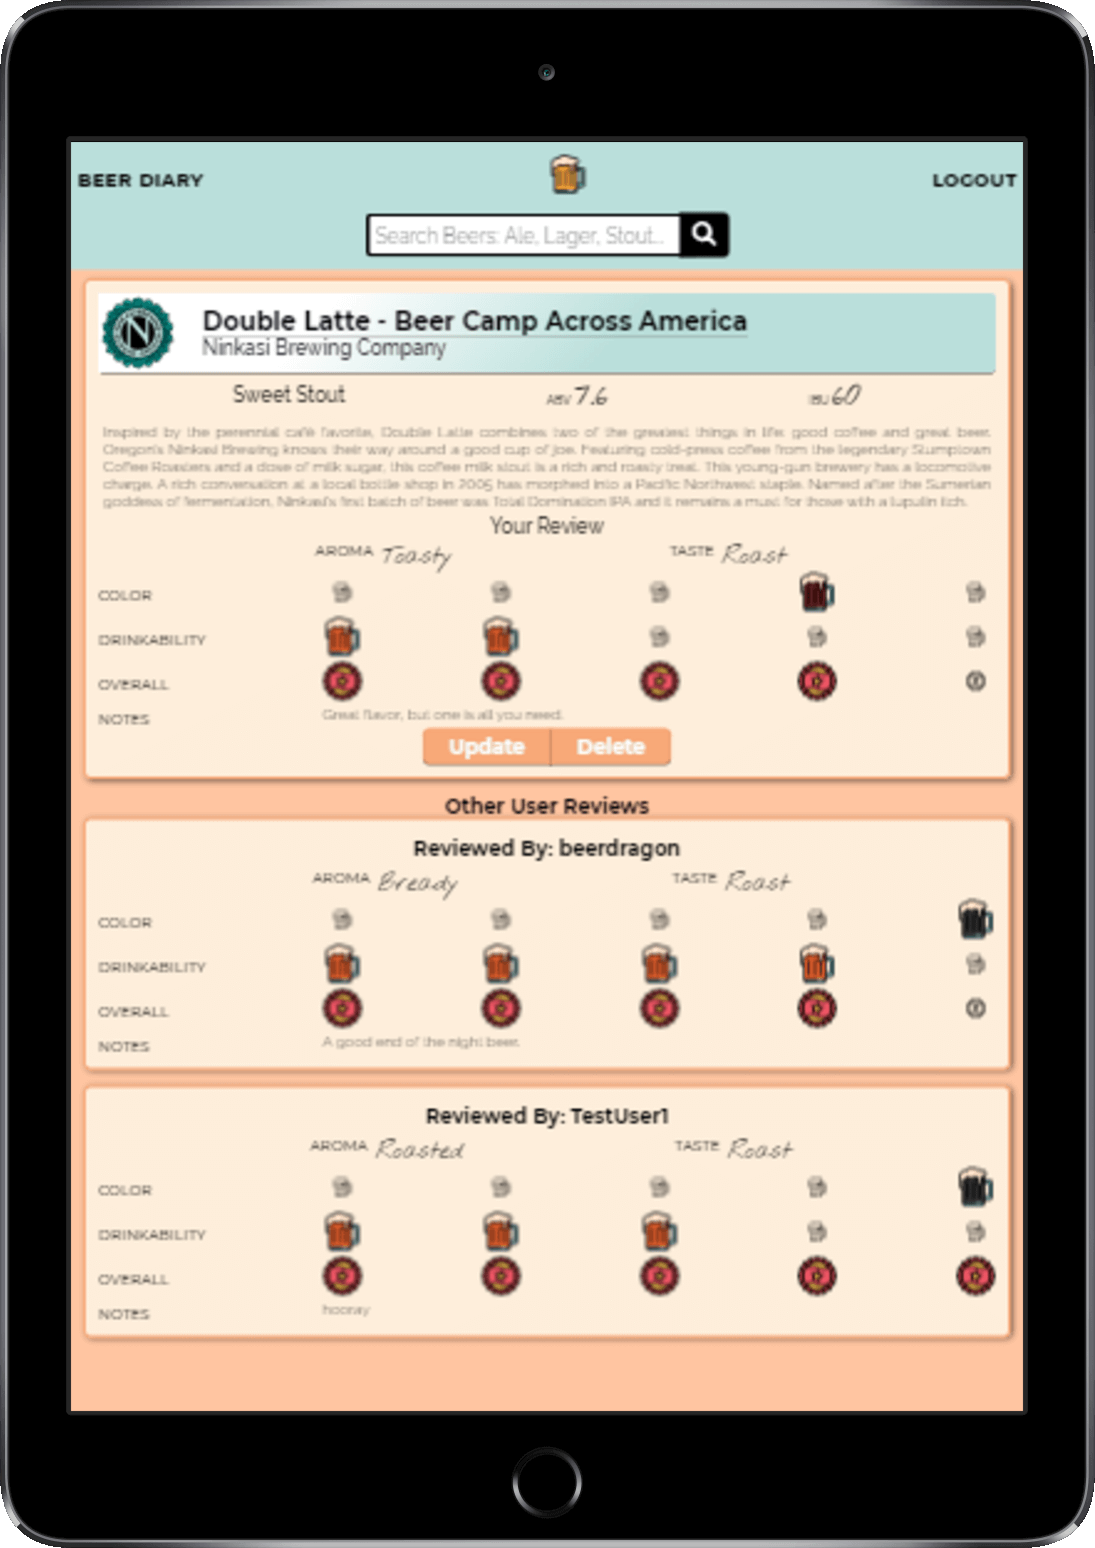 BEER DIARY
LOGOUT
Search Beers: Ale, Lager, Stout...
N
Double Latte - Beer Camp Across America
Ninkasi Brewing Company
Sweet Stout ABV 7.6 IBU 60
Inspired by the perennial café favorite, Double Latte combines two of the greatest things in life: good coffee and great beer.
Oregon's Ninkasi Brewing knows their way around a good cup of joe. Featuring cold-press coffee from the legendary Stumptown
Coffee Roasters and a dose of milk sugar, this coffee milk stout is a rich and roasty treat. This young-gun brewery has a locomotive
charge. A rich conversation at a local bottle shop in 2005 has morphed into a Pacific Northwest staple. Named after the Sumerian
goddess of fermentation, Ninkasi's first batch of beer was Total Domination IPA and it remains a must for those with a lupulin itch.
Your Review
AROMA Toasty TASTE Roast
COLOR
DRINKABILITY
OVERALL
NOTES Great flavor, but one is all you need.
Update Delete
Other User Reviews
Reviewed By: beerdragon
AROMA Bready TASTE Roast
COLOR
DRINKABILITY
OVERALL
NOTES A good end of the night beer.
Reviewed By: TestUser1
AROMA Roasted TASTE Roast
COLOR
DRINKABILITY
OVERALL
NOTES hooray